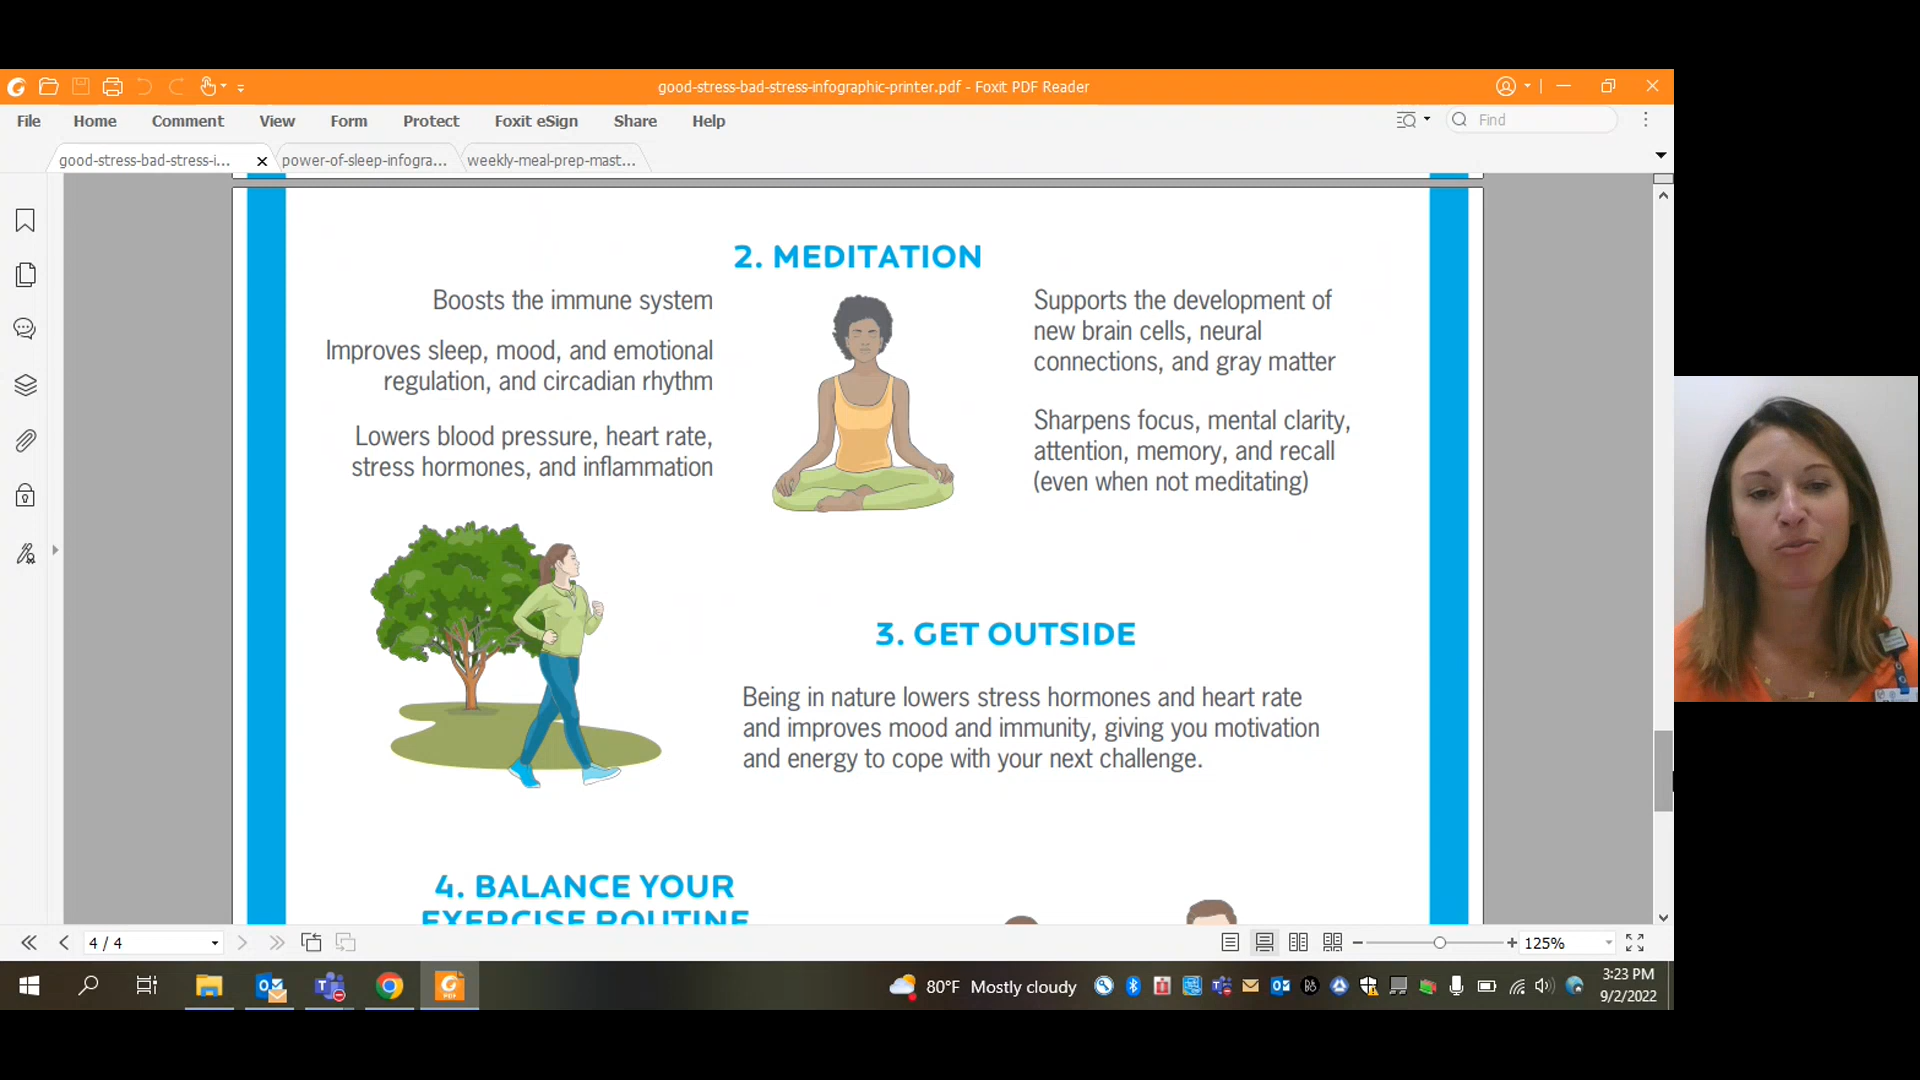 good-stress-bad-stress-infographic-printer.pdf - Foxit PDF Reader
File Home Comment View Form Protect Foxit eSign Share Help
Find
good-stress-bad-stress-i... power-of-sleep-infogra... weekly-meal-prep-mast...
2. MEDITATION
Boosts the immune system
Improves sleep, mood, and emotional
regulation, and circadian rhythm
Lowers blood pressure, heart rate,
stress hormones, and inflammation
Supports the development of
new brain cells, neural
connections, and gray matter
Sharpens focus, mental clarity,
attention, memory, and recall
(even when not meditating)
3. GET OUTSIDE
Being in nature lowers stress hormones and heart rate
and improves mood and immunity, giving you motivation
and energy to cope with your next challenge.
4. BALANCE YOUR
EXERCISE ROUTINE
4 / 4
125%
80°F Mostly cloudy
3:23 PM
9/2/2022